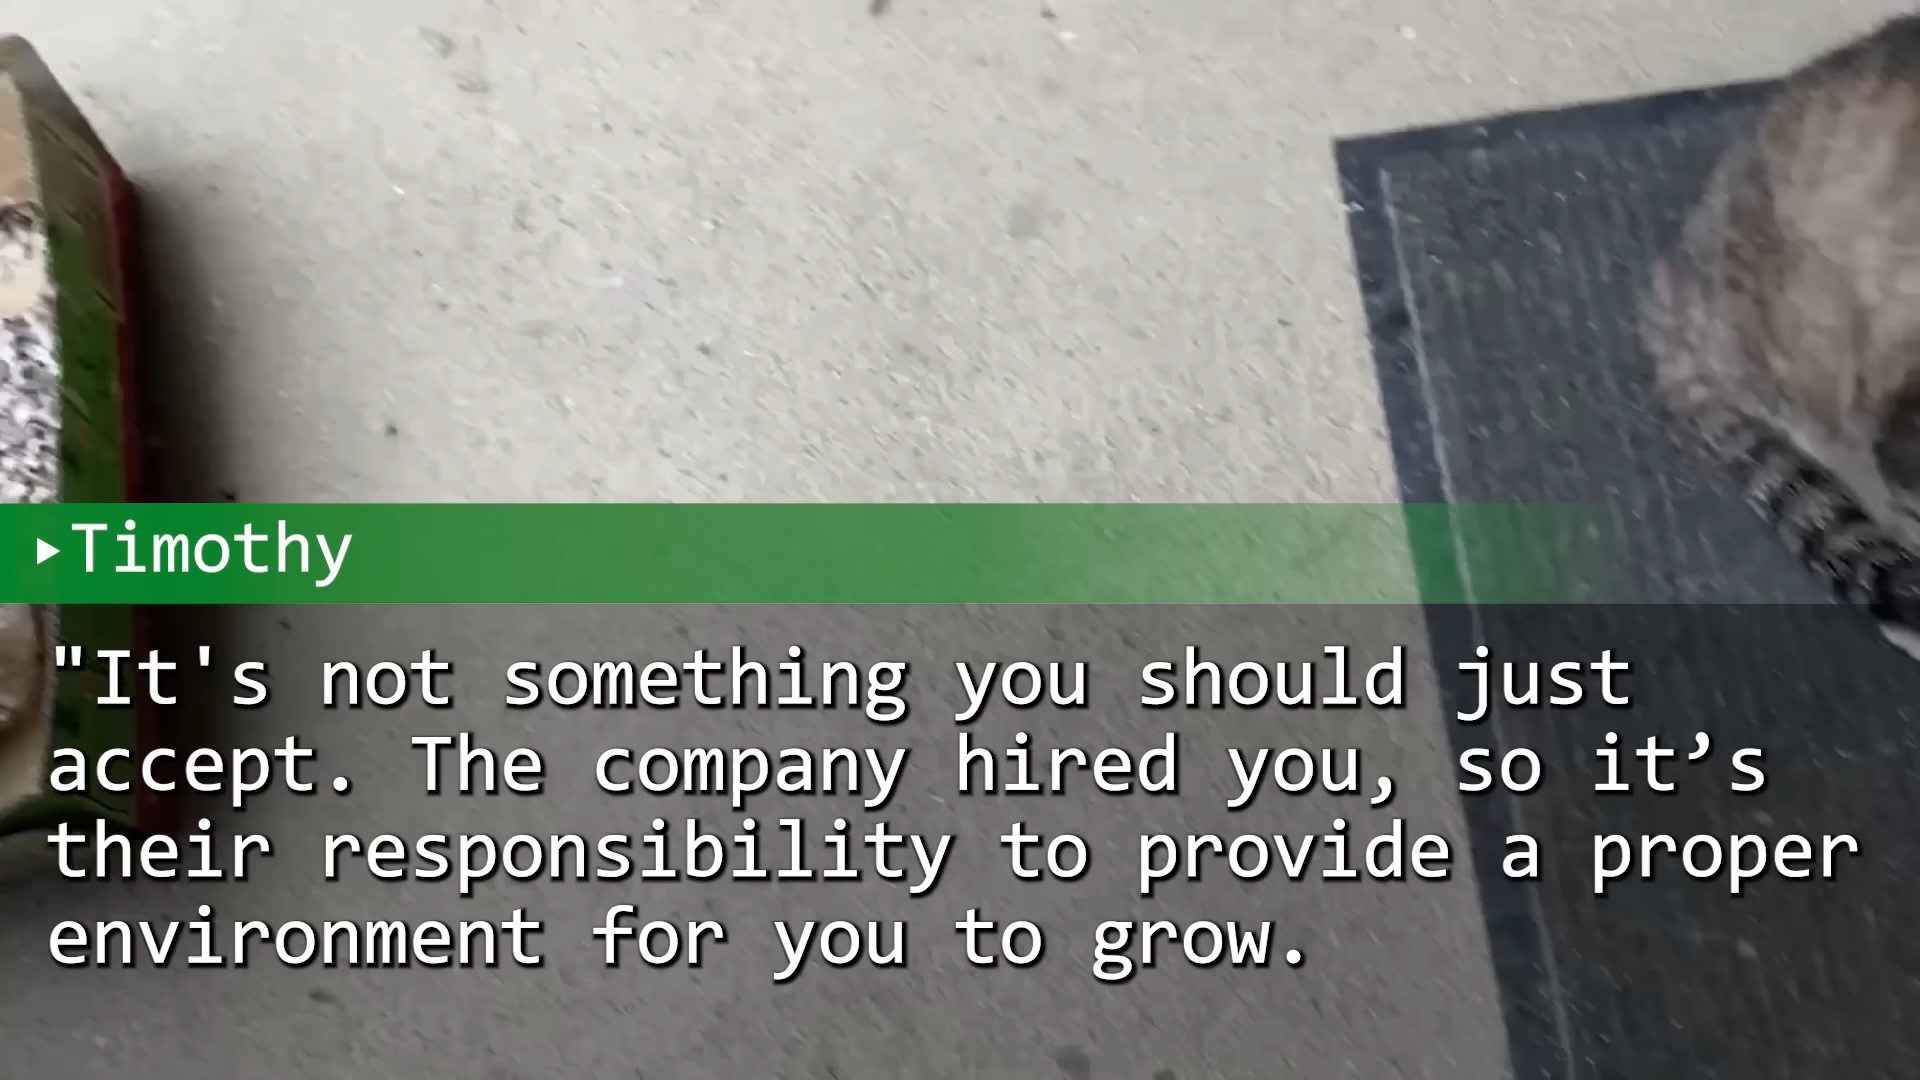 Timothy
"It's not something you should just
accept. The company hired you, so it’s
their responsibility to provide a proper
environment for you to grow.